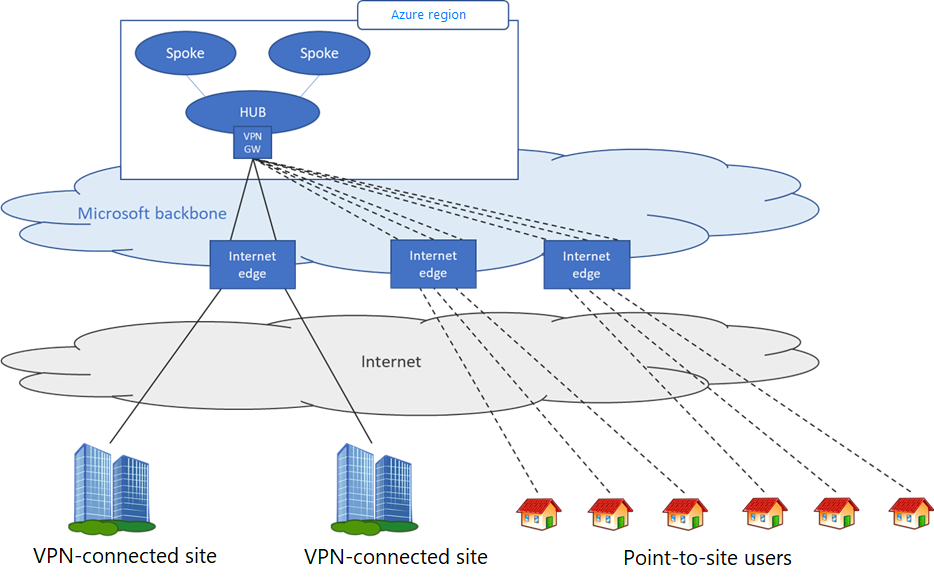 Azure region
Spoke
Spoke
HUB
VPN
GW
Microsoft backbone
Internet
edge
Internet
edge
Internet
edge
Internet
VPN-connected site
VPN-connected site
Point-to-site users